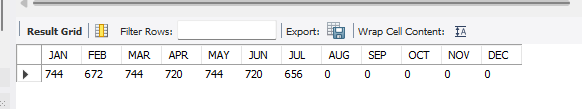 Result Grid Filter Rows: Export: Wrap Cell Content: IA
JAN FEB MAR APR MAY JUN JUL AUG SEP OCT NOV DEC
744 672 744 720 744 720 656 0 0 0 0 0